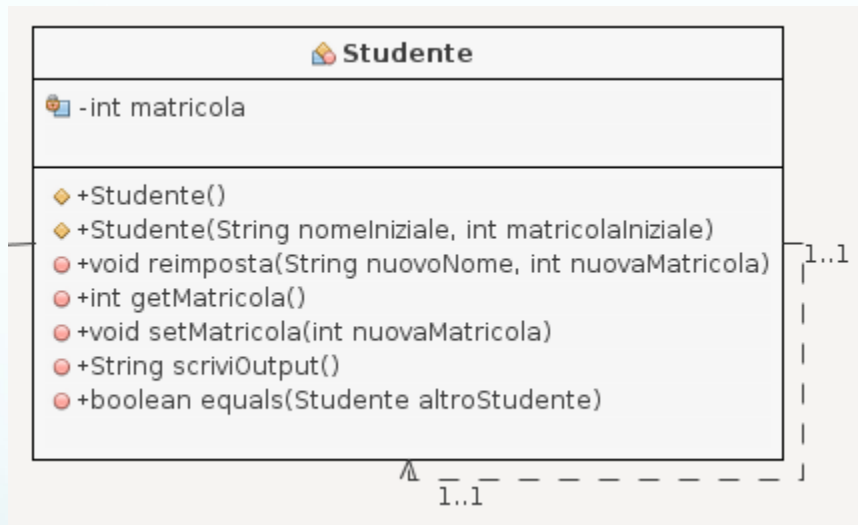 Studente
-int matricola
+Studente()
+Studente(String nomeIniziale, int matricolaIniziale)
+void reimposta(String nuovoNome, int nuovaMatricola)
1..1
+int getMatricola()
+void setMatricola(int nuovaMatricola)
+String scriviOutput()
+boolean equals(Studente altroStudente)
1..1